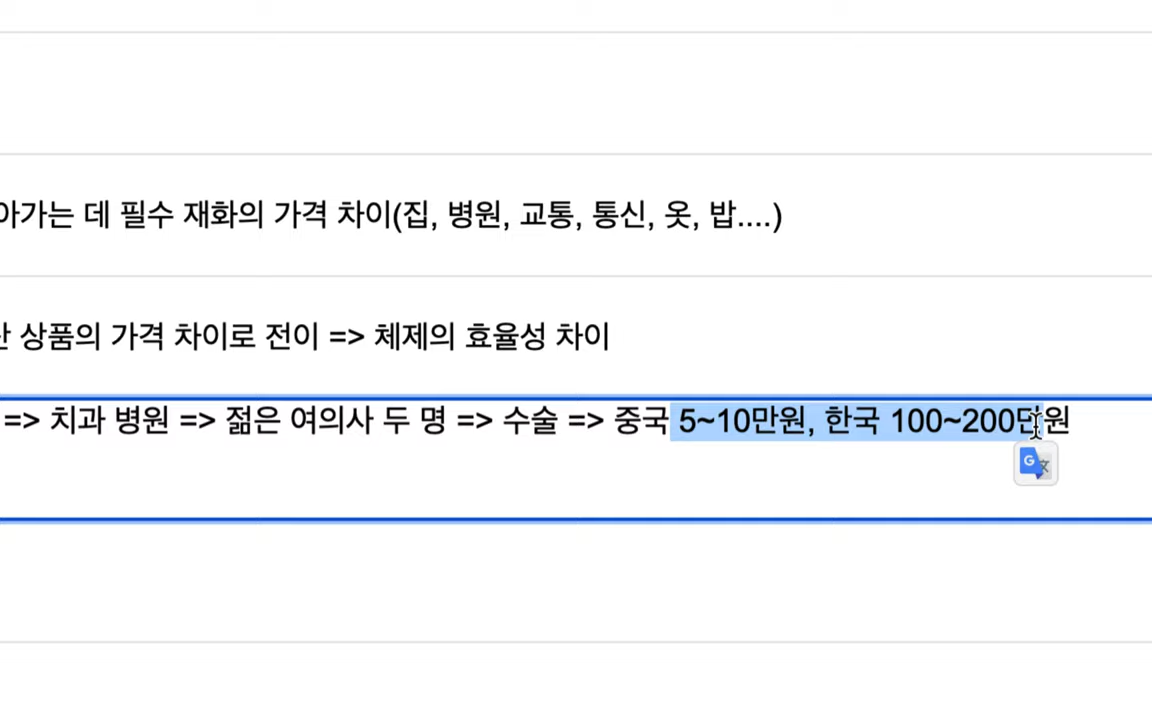 아가는 데 필수 재화의 가격 차이(집, 병원, 교통, 통신, 옷, 밥....)
상품의 가격 차이로 전이 => 체제의 효율성 차이
=> 치과 병원 => 젊은 여의사 두 명 => 수술 => 중국 5~10만원, 한국 100~200만원